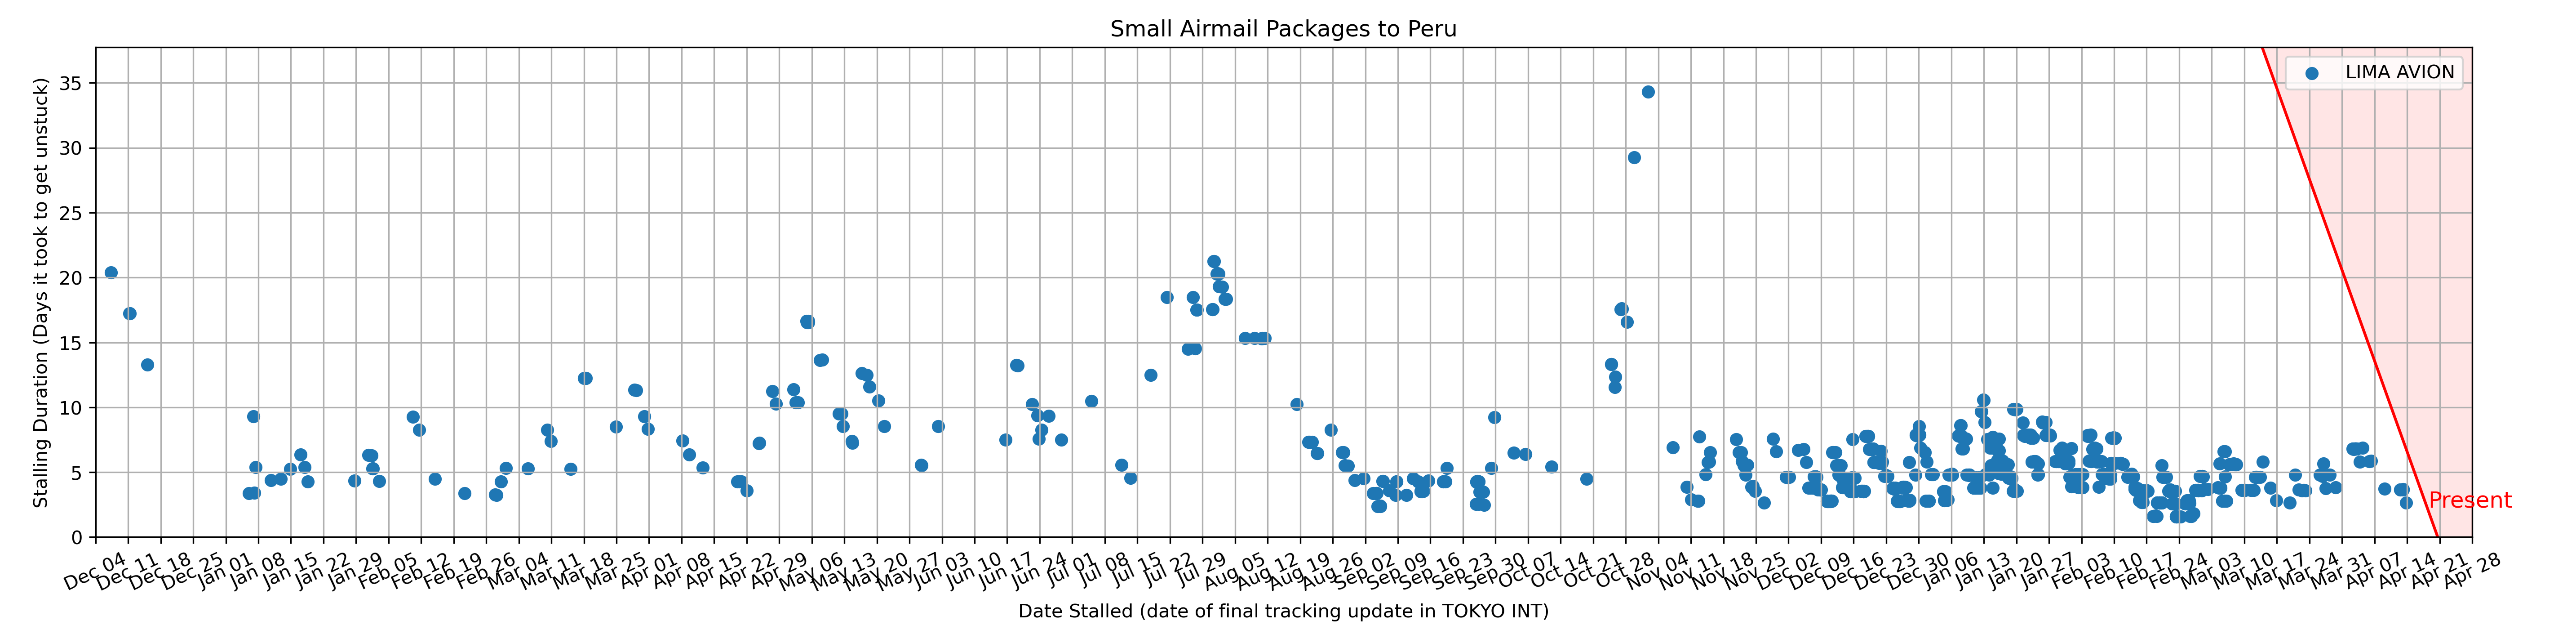 Small Airmail Packages to Peru
LIMA AVION
Stalling Duration (Days it took to get unstuck)
35
30
25
20
15
10
5
0
Present
Dec 04
Dec 11
Dec 18
Dec 25
Jan 01
Jan 08
Jan 15
Jan 22
Jan 29
Feb 05
Feb 12
Feb 19
Feb 26
Mar 04
Mar 11
Mar 18
Mar 25
Apr 01
Apr 08
Apr 15
Apr 22
Apr 29
May 06
May 13
May 20
May 27
Jun 03
Jun 10
Jun 17
Jun 24
Jul 01
Jul 08
Jul 15
Jul 22
Jul 29
Aug 05
Aug 12
Aug 19
Aug 26
Sep 02
Sep 09
Sep 16
Sep 23
Sep 30
Oct 07
Oct 14
Oct 21
Oct 28
Nov 04
Nov 11
Nov 18
Nov 25
Dec 02
Dec 09
Dec 16
Dec 23
Dec 30
Jan 06
Jan 13
Jan 20
Jan 27
Feb 03
Feb 10
Feb 17
Feb 24
Mar 03
Mar 10
Mar 17
Mar 24
Mar 31
Apr 07
Apr 14
Apr 21
Apr 28
Date Stalled (date of final tracking update in TOKYO INT)